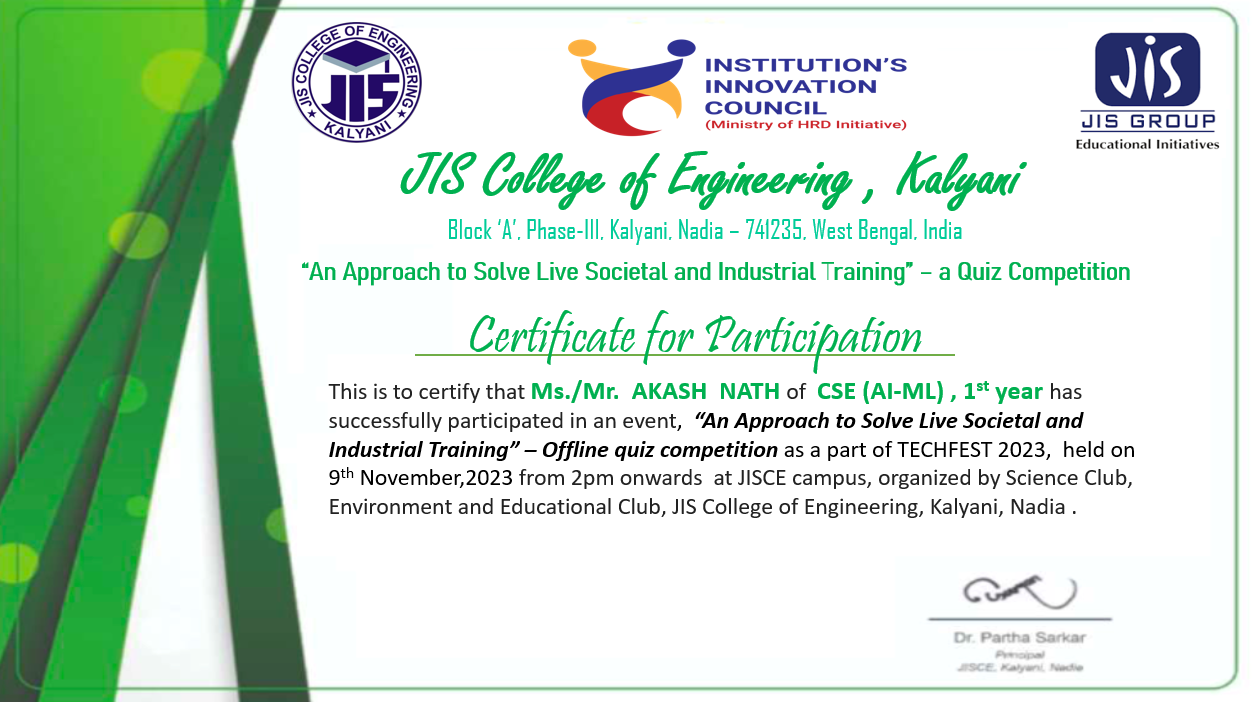 JIS COLLEGE OF ENGINEERING
JIS
KALYANI
INSTITUTION'S
INNOVATION
COUNCIL
(Ministry of HRD Initiative)
JIS
JIS GROUP
Educational Initiatives
JIS College of Engineering , Kalyani
Block ‘A’, Phase-III, Kalyani, Nadia – 741235, West Bengal, India
“An Approach to Solve Live Societal and Industrial Training” – a Quiz Competition
Certificate for Participation
This is to certify that Ms./Mr. AKASH NATH of CSE (AI-ML) , 1st year has
successfully participated in an event, “An Approach to Solve Live Societal and
Industrial Training” – Offline quiz competition as a part of TECHFEST 2023, held on
9th November,2023 from 2pm onwards at JISCE campus, organized by Science Club,
Environment and Educational Club, JIS College of Engineering, Kalyani, Nadia .
Dr. Partha Sarkar
Principal
JISCE, Kalyani, Nadia